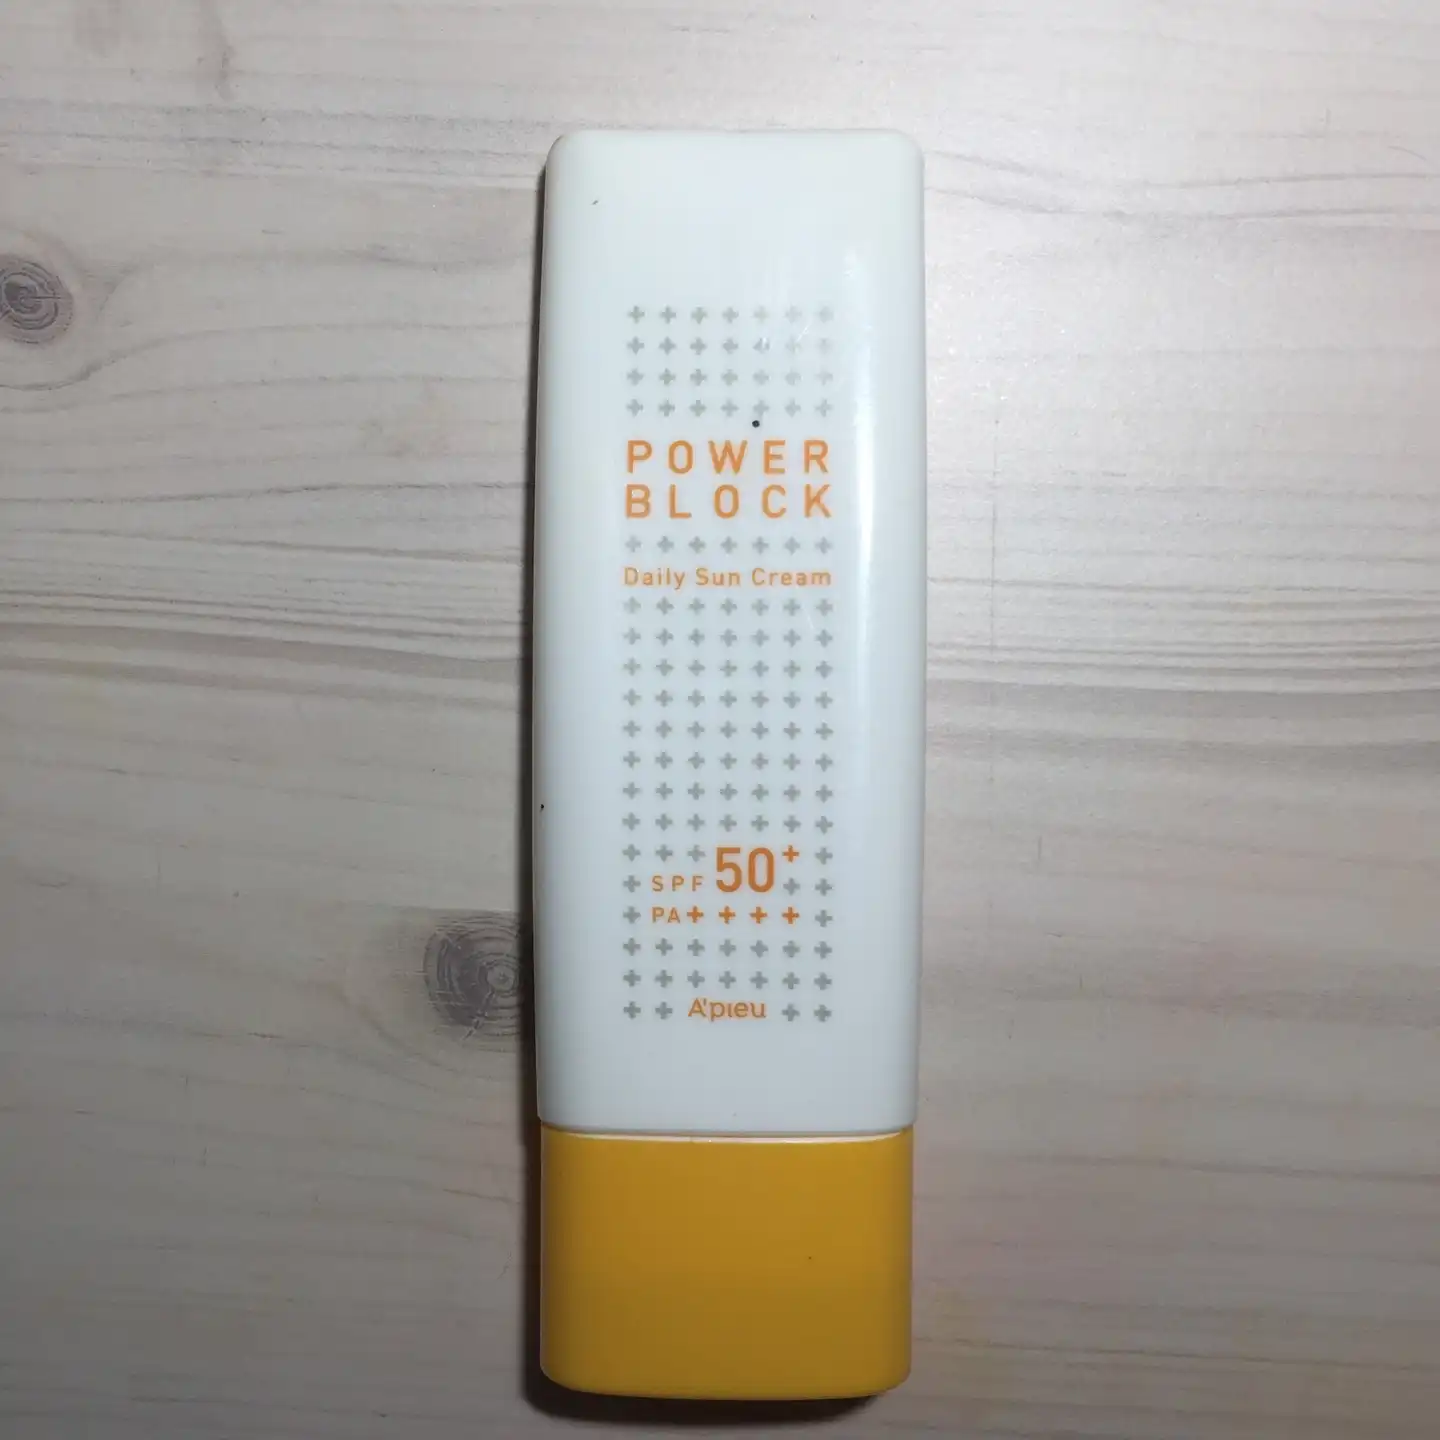 POWER
BLOCK
Daily Sun Cream
SPF 50+
PA++++
A'pieu